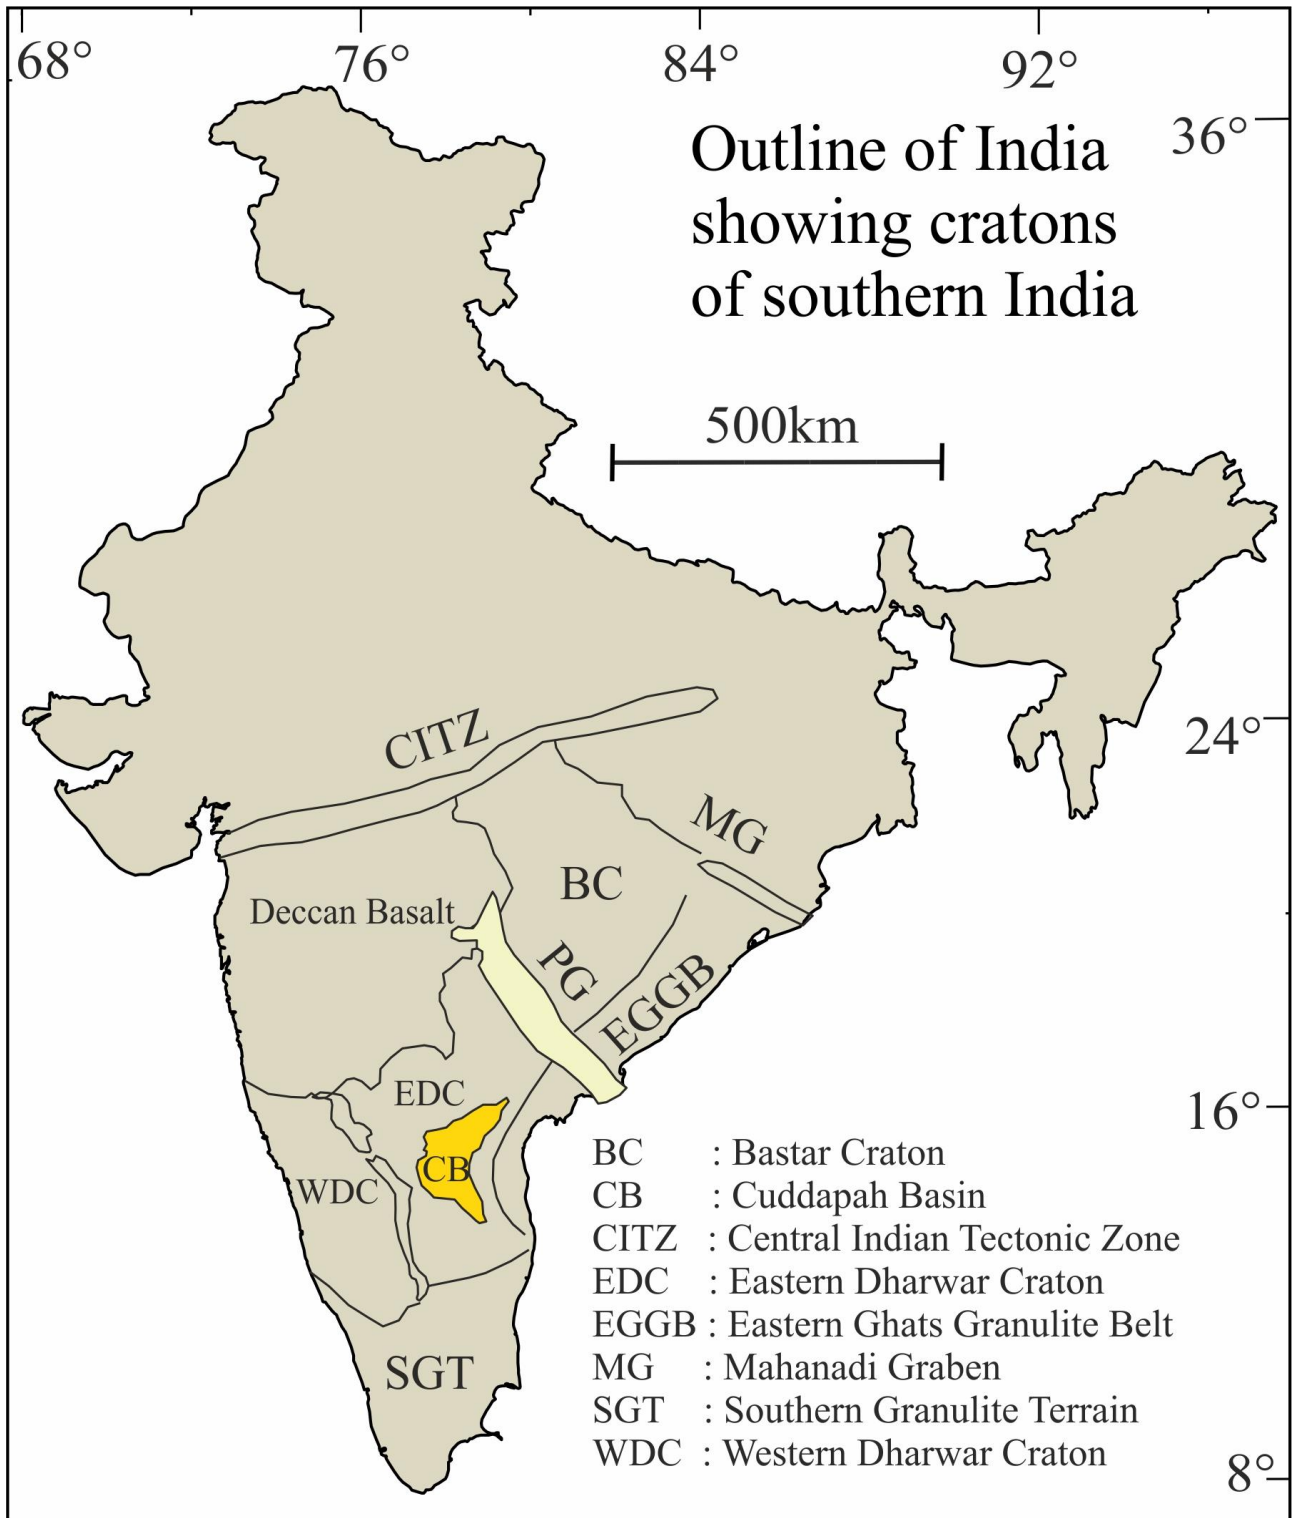 68° 76° 84° 92°
36°
Outline of India
showing cratons
of southern India
500km
24°
CITZ
MG
BC
Deccan Basalt
PG
EGGB
EDC
16°
CB
WDC
BC : Bastar Craton
CB : Cuddapah Basin
CITZ : Central Indian Tectonic Zone
EDC : Eastern Dharwar Craton
EGGB : Eastern Ghats Granulite Belt
MG : Mahanadi Graben
SGT
SGT : Southern Granulite Terrain
WDC : Western Dharwar Craton
8°